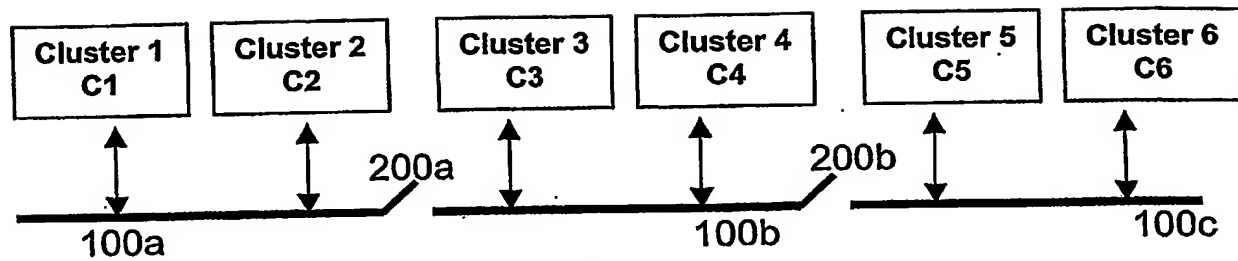 Cluster 1
C1
Cluster 2
C2
Cluster 3
C3
Cluster 4
C4
Cluster 5
C5
Cluster 6
C6
200a
200b
100a
100b
100c